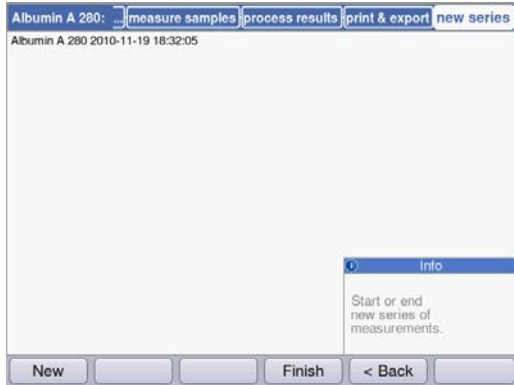 Albumin A 280: ... measure samples process results print & export new series
Albumin A 280 2010-11-19 18:32:05
Info
Start or end
new series of
measurements.
New Finish < Back